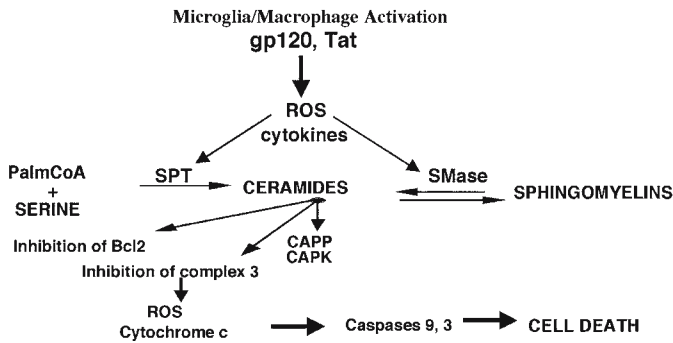 Microglia/Macrophage Activation
gp120, Tat
ROS
cytokines
PalmCoA
+
SERINE
SPT
CERAMIDES
SMase
SPHINGOMYELINS
Inhibition of Bcl2
CAPP
CAPK
Inhibition of complex 3
ROS
Cytochrome c
Caspases 9, 3
CELL DEATH